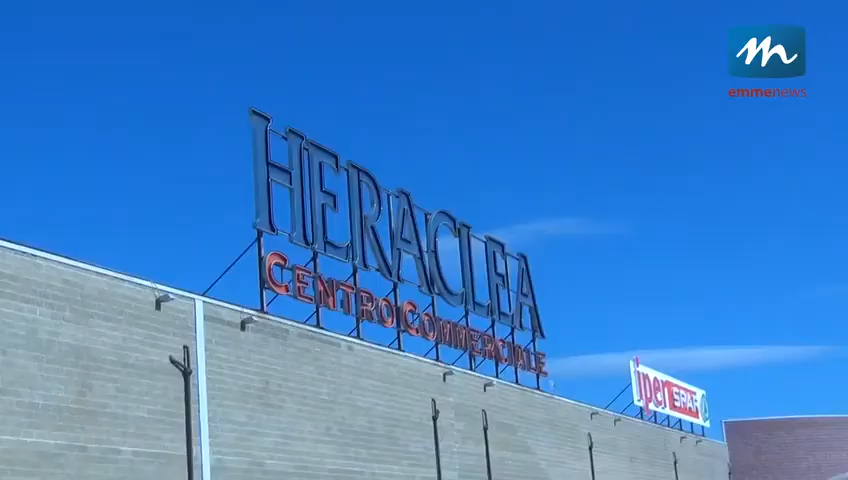 m
emmenews
HERACLEA
CENTRO COMMERCIALE
iper SPAR